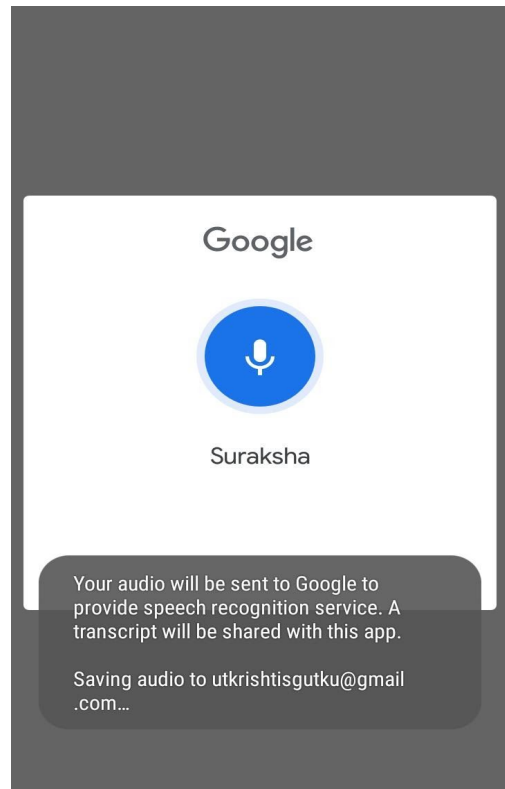 Google
Suraksha
Your audio will be sent to Google to
provide speech recognition service. A
transcript will be shared with this app.
Saving audio to utkrishtisgutku@gmail
.com…